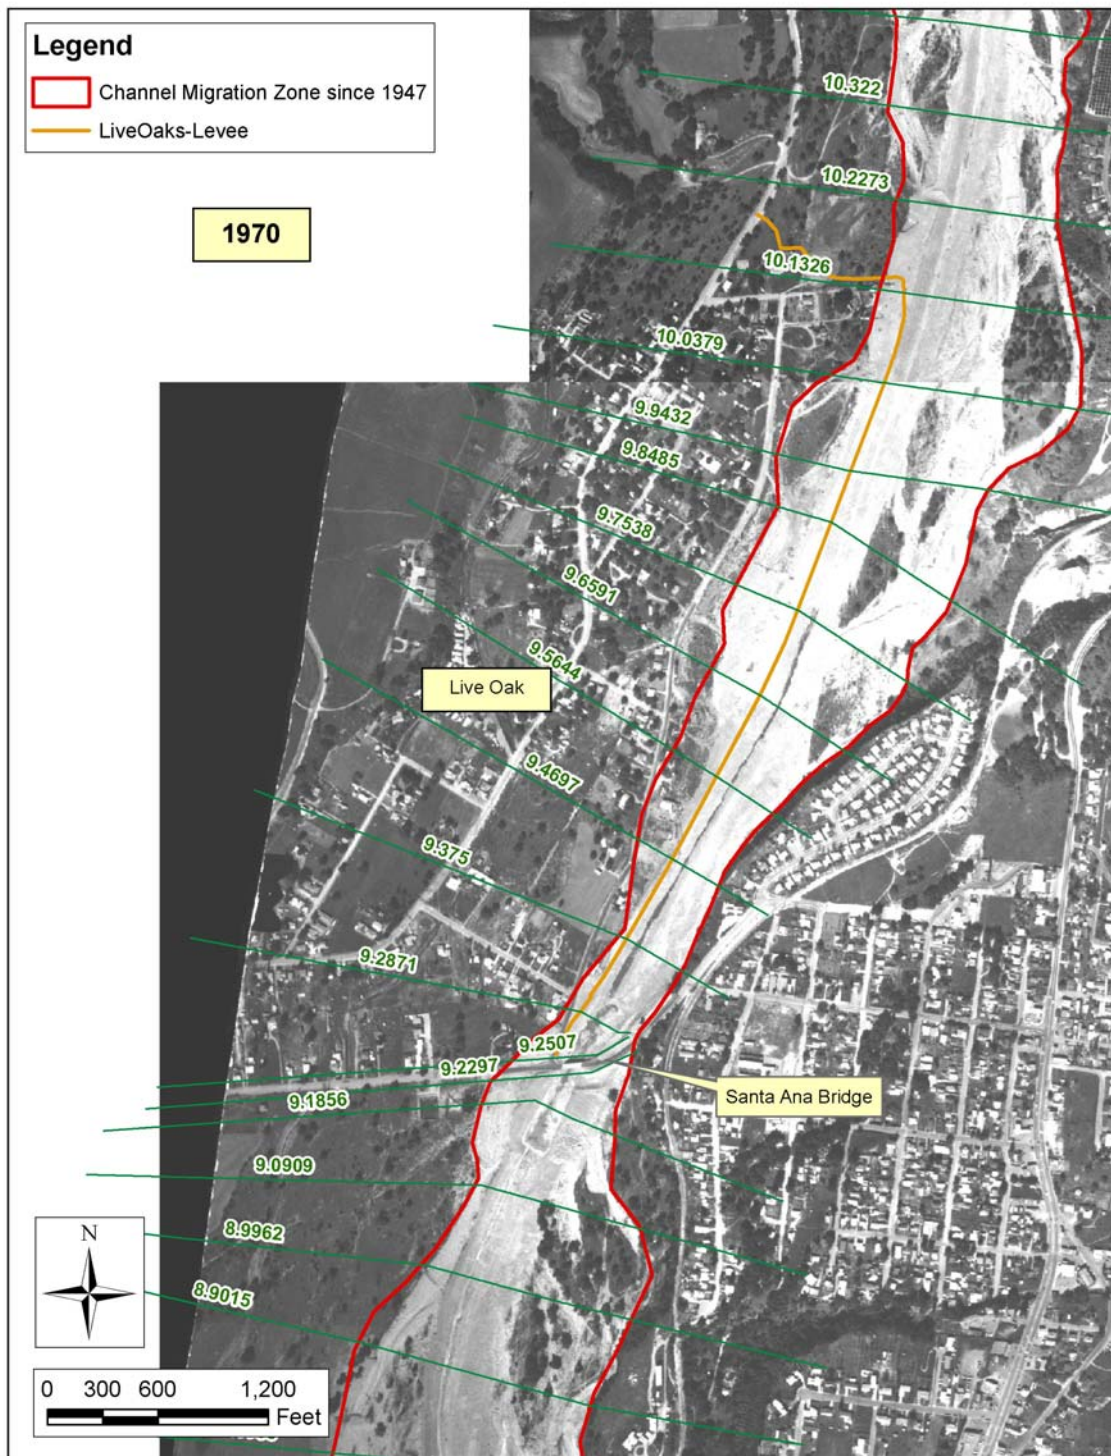 Legend
Channel Migration Zone since 1947
LiveOaks-Levee
1970
10.322
10.2273
10.1326
10.0379
9.9432
9.8485
9.7538
9.6591
9.5644
Live Oak
9.4697
9.375
9.2871
9.2507
9.2297
9.1856
Santa Ana Bridge
9.0909
8.9962
8.9015
N
0 300 600 1,200
Feet